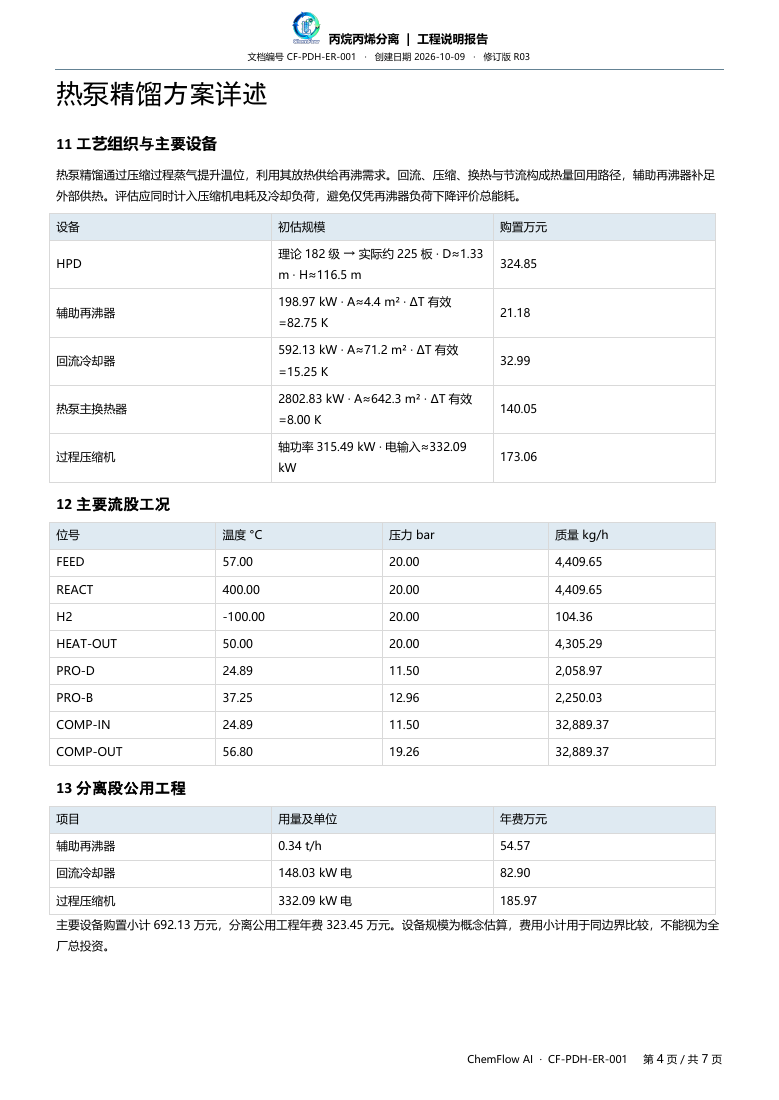 丙烷丙烯分离 | 工程说明报告
文档编号 CF-PDH-ER-001 · 创建日期 2026-10-09 · 修订版 R03
热泵精馏方案详述
11 工艺组织与主要设备
热泵精馏通过压缩过程蒸气提升温位，利用其放热供给再沸需求。回流、压缩、换热与节流构成热量回用路径，辅助再沸器补足
外部供热。评估应同时计入压缩机电耗及冷却负荷，避免仅凭再沸器负荷下降评价总能耗。
设备 初估规模 购置万元
HPD 理论 182 级 → 实际约 225 板 · D≈1.33 324.85
m · H≈116.5 m
辅助再沸器 198.97 kW · A≈4.4 m² · ΔT 有效 21.18
=82.75 K
回流冷却器 592.13 kW · A≈71.2 m² · ΔT 有效 32.99
=15.25 K
热泵主换热器 2802.83 kW · A≈642.3 m² · ΔT 有效 140.05
=8.00 K
过程压缩机 轴功率 315.49 kW · 电输入≈332.09 173.06
kW
12 主要流股工况
位号 温度 °C 压力 bar 质量 kg/h
FEED 57.00 20.00 4,409.65
REACT 400.00 20.00 4,409.65
H2 -100.00 20.00 104.36
HEAT-OUT 50.00 20.00 4,305.29
PRO-D 24.89 11.50 2,058.97
PRO-B 37.25 12.96 2,250.03
COMP-IN 24.89 11.50 32,889.37
COMP-OUT 56.80 19.26 32,889.37
13 分离段公用工程
项目 用量及单位 年费万元
辅助再沸器 0.34 t/h 54.57
回流冷却器 148.03 kW 电 82.90
过程压缩机 332.09 kW 电 185.97
主要设备购置小计 692.13 万元，分离公用工程年费 323.45 万元。设备规模为概念估算，费用小计用于同边界比较，不能视为全
厂总投资。
ChemFlow AI · CF-PDH-ER-001 第 4 页 / 共 7 页